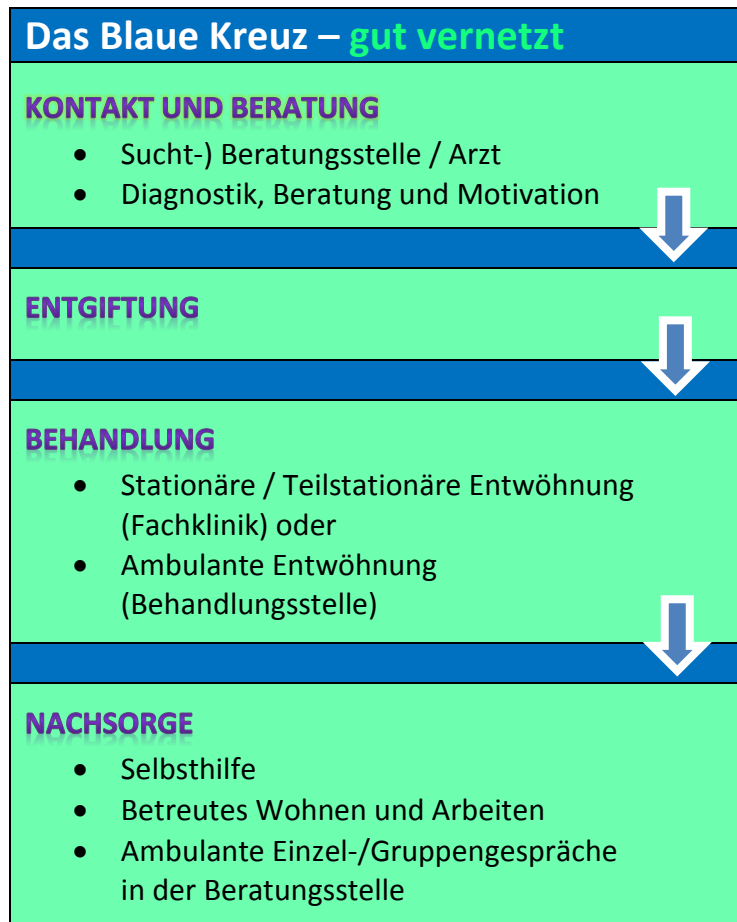 Das Blaue Kreuz – gut vernetzt
KONTAKT UND BERATUNG
• Sucht-) Beratungsstelle / Arzt
• Diagnostik, Beratung und Motivation
ENTGIFTUNG
BEHANDLUNG
• Stationäre / Teilstationäre Entwöhnung
(Fachklinik) oder
• Ambulante Entwöhnung
(Behandlungsstelle)
NACHSORGE
• Selbsthilfe
• Betreutes Wohnen und Arbeiten
• Ambulante Einzel-/Gruppengespräche
in der Beratungsstelle